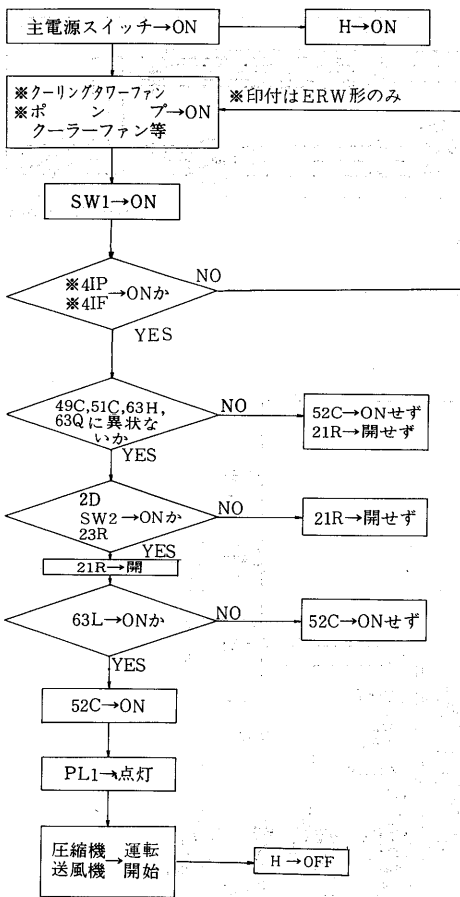 主電源スイッチ→ON
H→ON
※クーリングタワーファン
※ポンプ→ON
クーラーファン等
※印付はERW形のみ
SW1→ON
※4IP
※4IF→ONか
NO
YES
49C,51C,63H,
63Qに異状な
いか
NO
52C→ONせず
21R→開せず
YES
2D
SW2→ONか
23R
NO
21R→開せず
YES
21R→開
63L→ONか
NO
52C→ONせず
YES
52C→ON
PL1→点灯
圧縮機→運転
送風機 開始
H→OFF